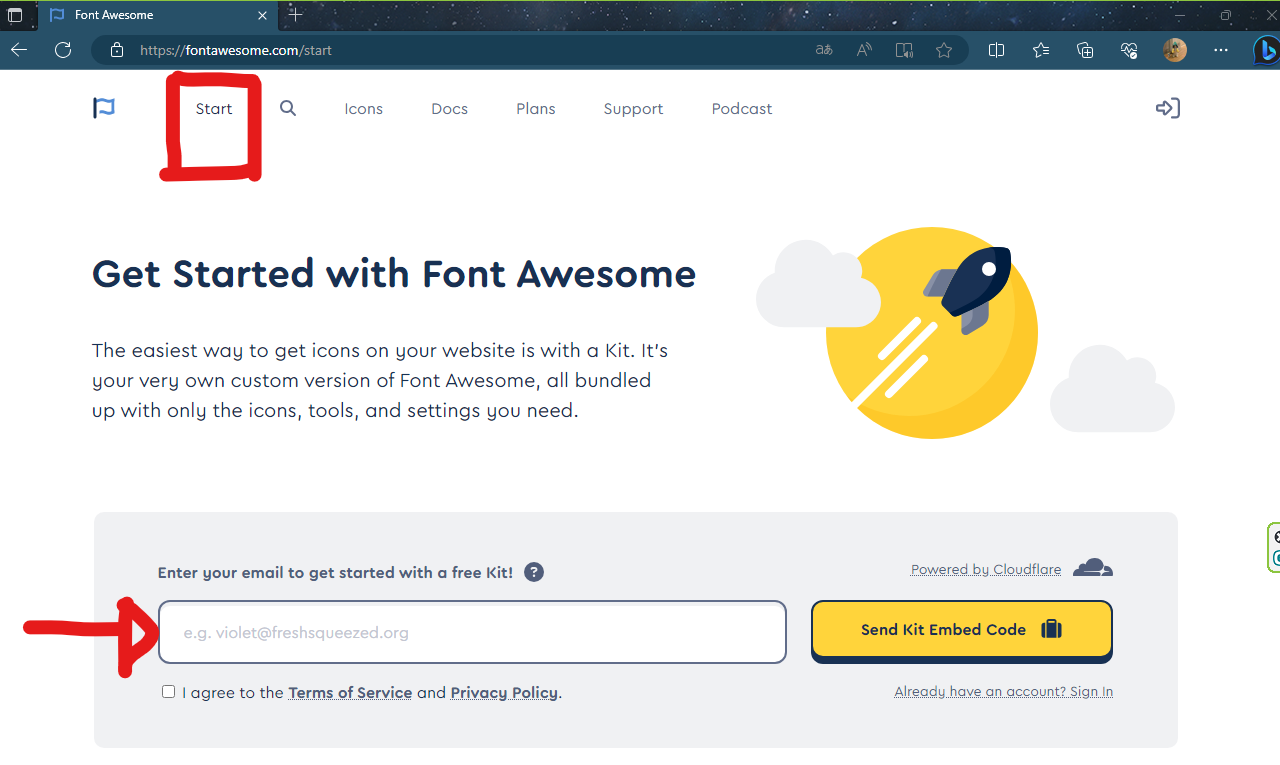 Font Awesome
https://fontawesome.com/start
aあ
Start
Icons
Docs
Plans
Support
Podcast
Get Started with Font Awesome
The easiest way to get icons on your website is with a Kit. It's
your very own custom version of Font Awesome, all bundled
up with only the icons, tools, and settings you need.
Enter your email to get started with a free Kit! ?
Powered by Cloudflare
e.g. violet@freshsqueezed.org
Send Kit Embed Code
I agree to the Terms of Service and Privacy Policy.
Already have an account? Sign In